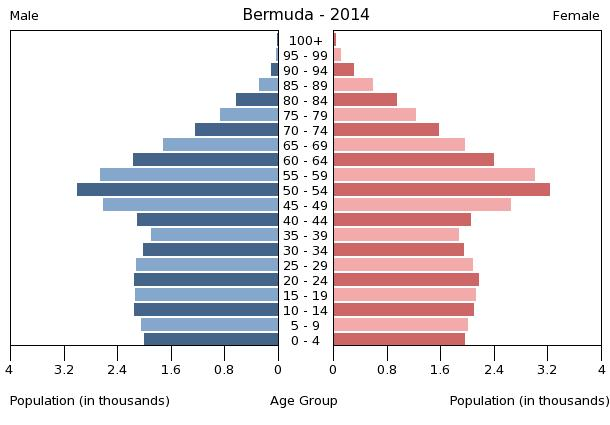 Bermuda - 2014
Male
Female
100+
95 - 99
90 - 94
85 - 89
80 - 84
75 - 79
70 - 74
65 - 69
60 - 64
55 - 59
50 - 54
45 - 49
40 - 44
35 - 39
30 - 34
25 - 29
20 - 24
15 - 19
10 - 14
5 - 9
0 - 4
4 3.2 2.4 1.6 0.8 0 0 0.8 1.6 2.4 3.2 4
Population (in thousands) Age Group Population (in thousands)